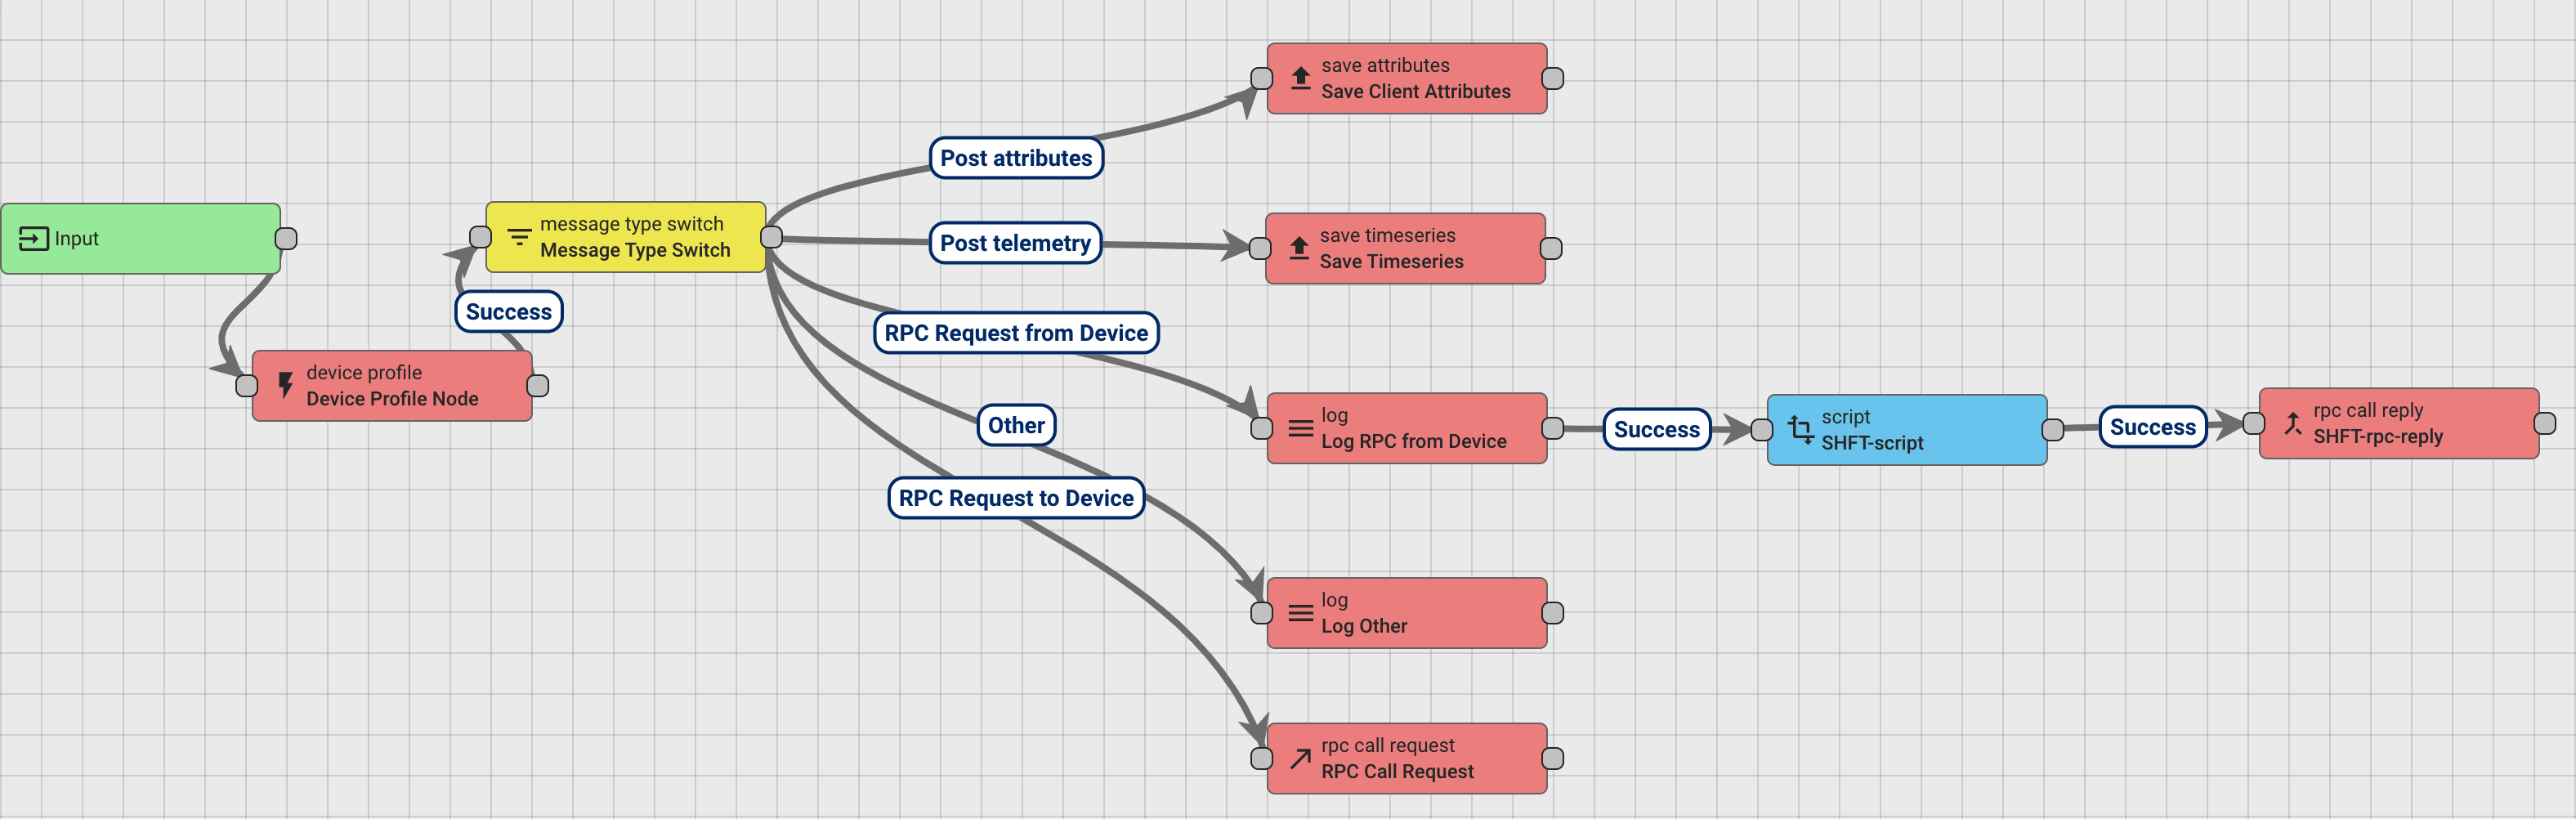 Input
device profile
Device Profile Node
Success
message type switch
Message Type Switch
Post attributes
Post telemetry
RPC Request from Device
Other
RPC Request to Device
save attributes
Save Client Attributes
save timeseries
Save Timeseries
log
Log RPC from Device
Success
script
SHFT-script
Success
rpc call reply
SHFT-rpc-reply
log
Log Other
rpc call request
RPC Call Request